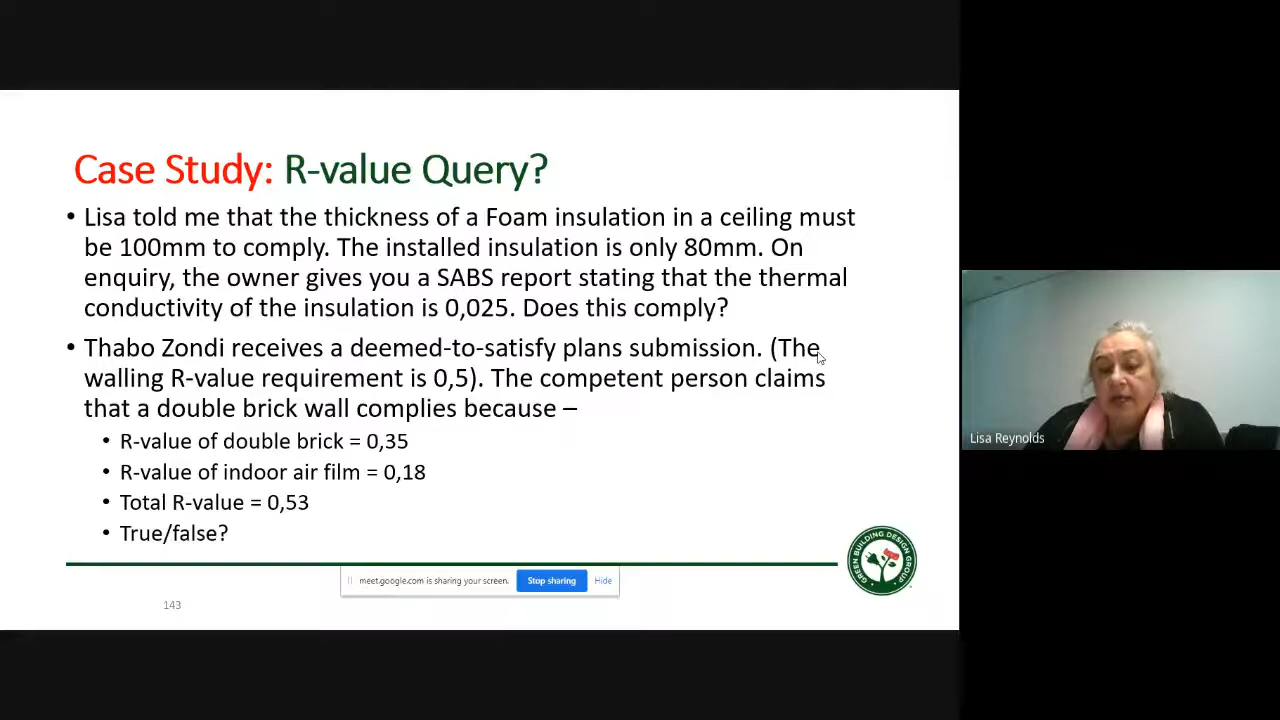 Case Study: R-value Query?
• Lisa told me that the thickness of a Foam insulation in a ceiling must
be 100mm to comply. The installed insulation is only 80mm. On
enquiry, the owner gives you a SABS report stating that the thermal
conductivity of the insulation is 0,025. Does this comply?
• Thabo Zondi receives a deemed-to-satisfy plans submission. (The
walling R-value requirement is 0,5). The competent person claims
that a double brick wall complies because –
• R-value of double brick = 0,35
• R-value of indoor air film = 0,18
• Total R-value = 0,53
• True/false?
GREEN BUILDING DESIGN GROUP
meet.google.com is sharing your screen. Stop sharing Hide
143
Lisa Reynolds